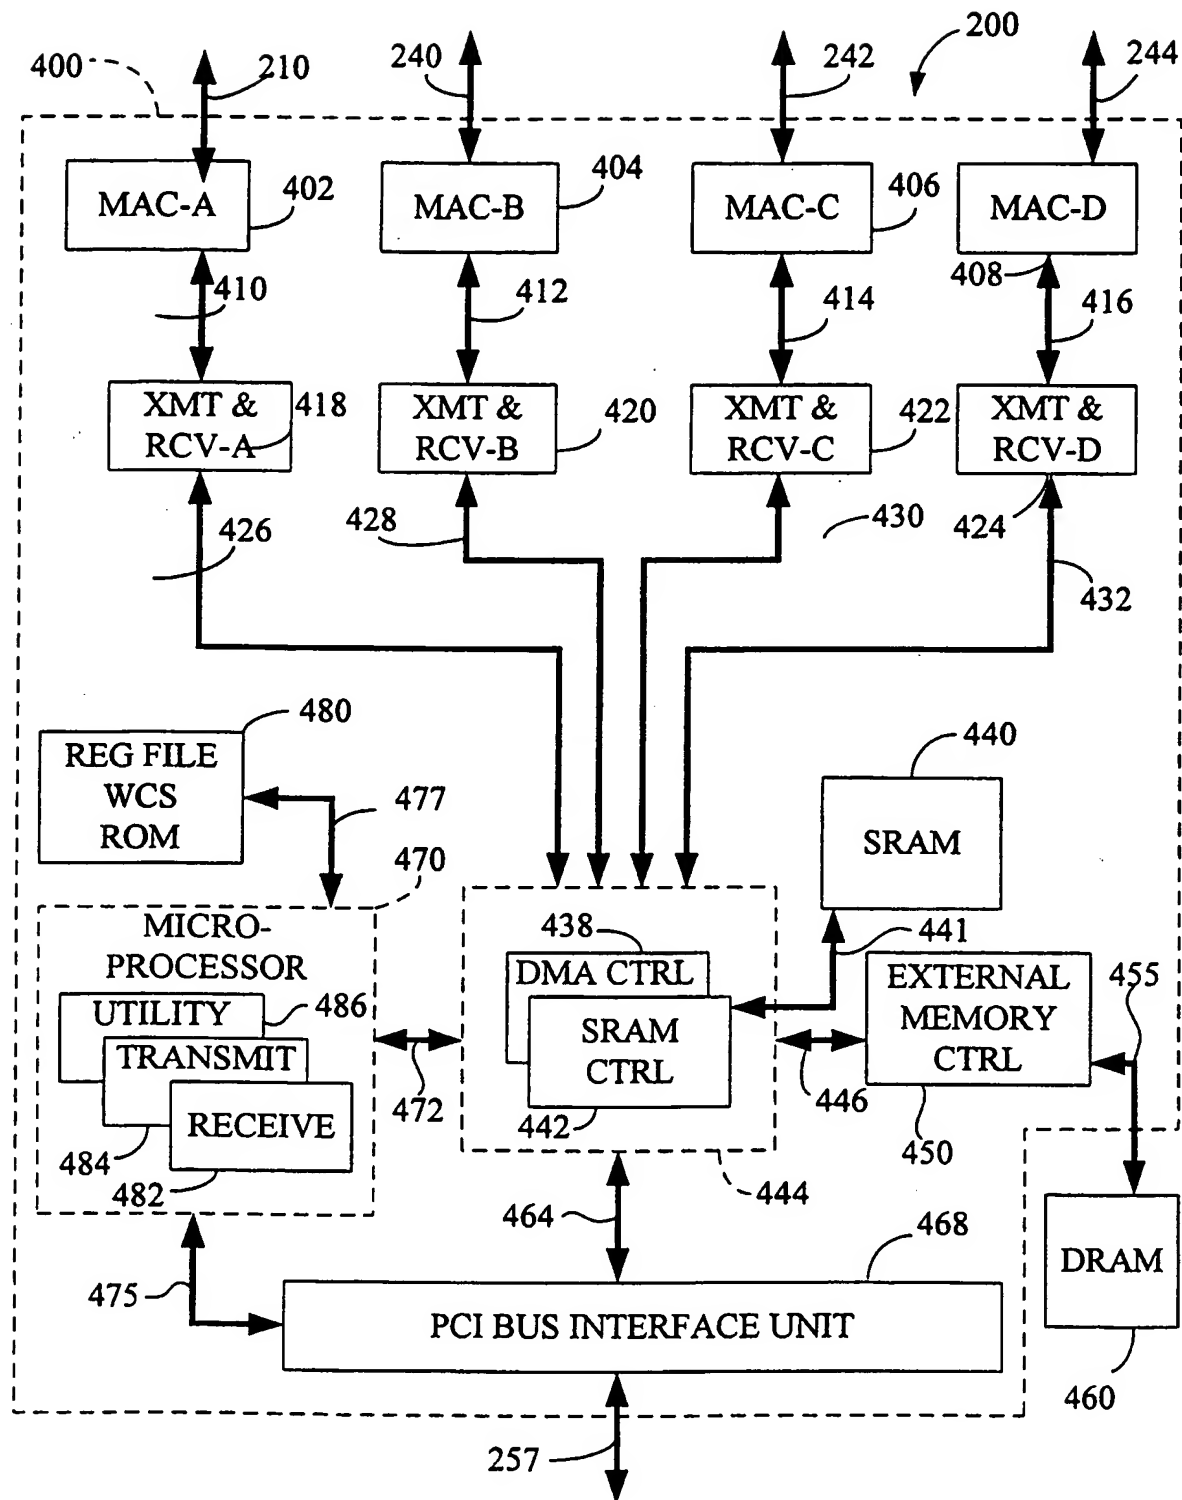 200
400
210
240
242
244
MAC-A
402
MAC-B
404
MAC-C
406
MAC-D
408
410
412
414
416
XMT &
RCV-A
418
XMT &
RCV-B
420
XMT &
RCV-C
422
XMT &
RCV-D
424
426
428
430
432
480
REG FILE
WCS
ROM
477
470
440
SRAM
441
MICRO-
PROCESSOR
UTILITY
486
TRANSMIT
RECEIVE
484
482
472
438
DMA CTRL
SRAM
CTRL
442
444
446
EXTERNAL
MEMORY
CTRL
450
455
DRAM
460
464
468
475
PCI BUS INTERFACE UNIT
257